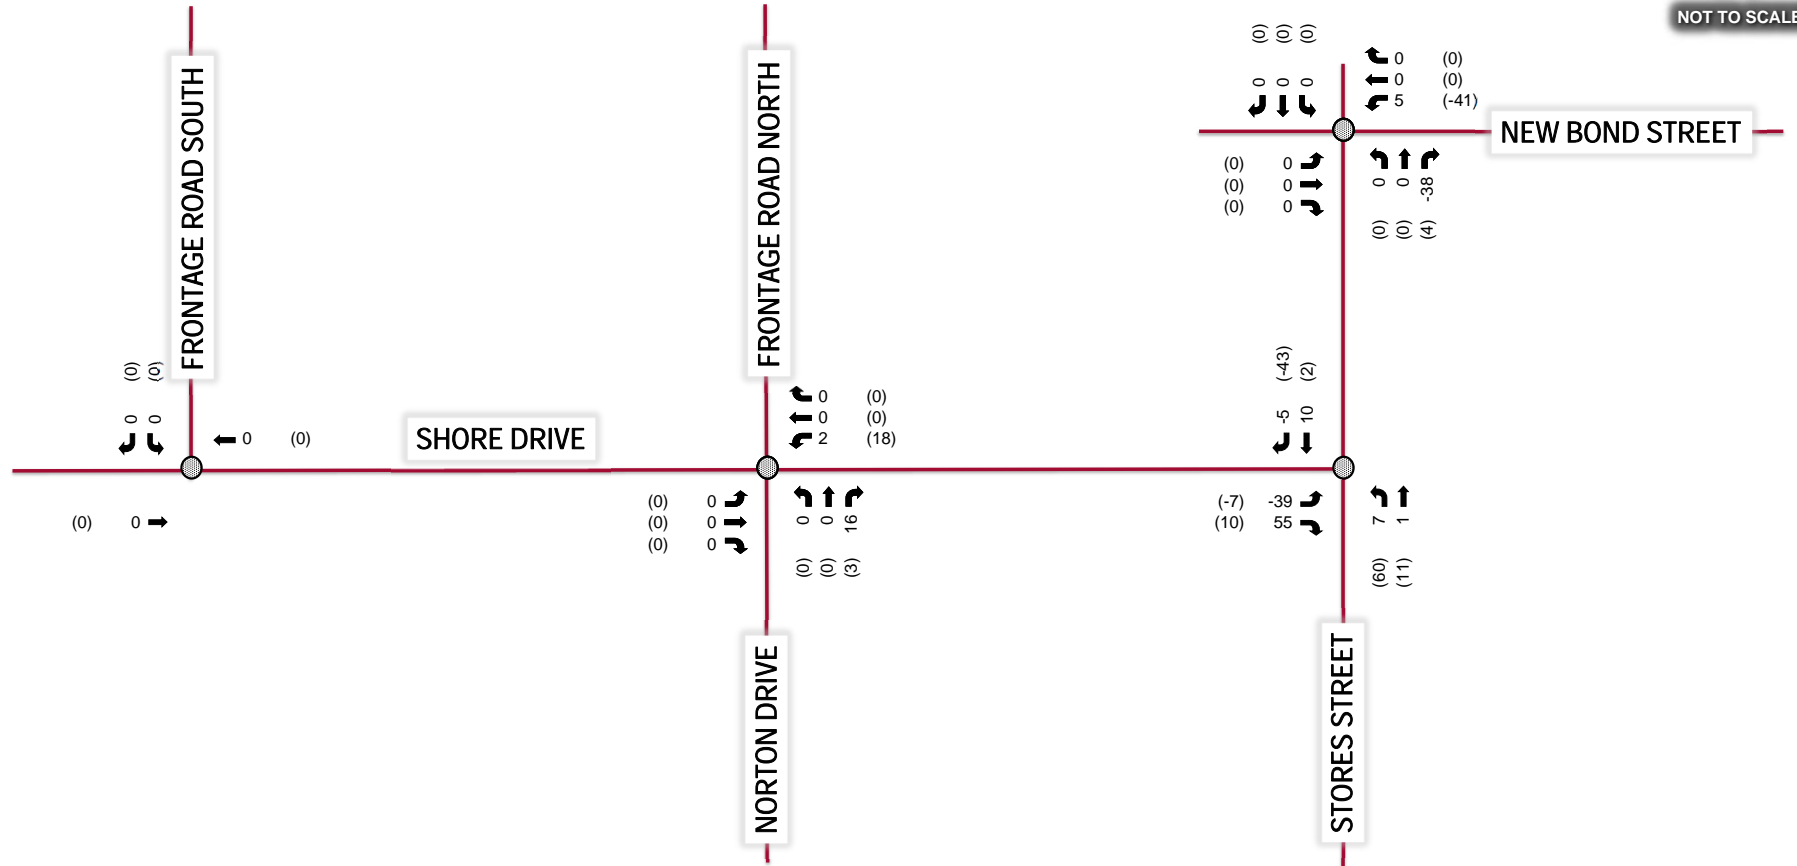 NOT TO SCALE
(0) (0) (0)
0 0 0
0 (0)
0 (0)
5 (-41)
NEW BOND STREET
(0) 0
(0) 0
(0) 0
0 0 -38
(0) (0) (4)
FRONTAGE ROAD SOUTH
FRONTAGE ROAD NORTH
(0) (0)
0 0
0 (0)
SHORE DRIVE
(0) 0
0 (0)
0 (0)
2 (18)
(0) 0
(0) 0
(0) 0
0 0 16
(0) (0) (3)
(-43) (2)
-5 10
(-7) -39
(10) 55
7 1
(60) (11)
NORTON DRIVE
STORES STREET